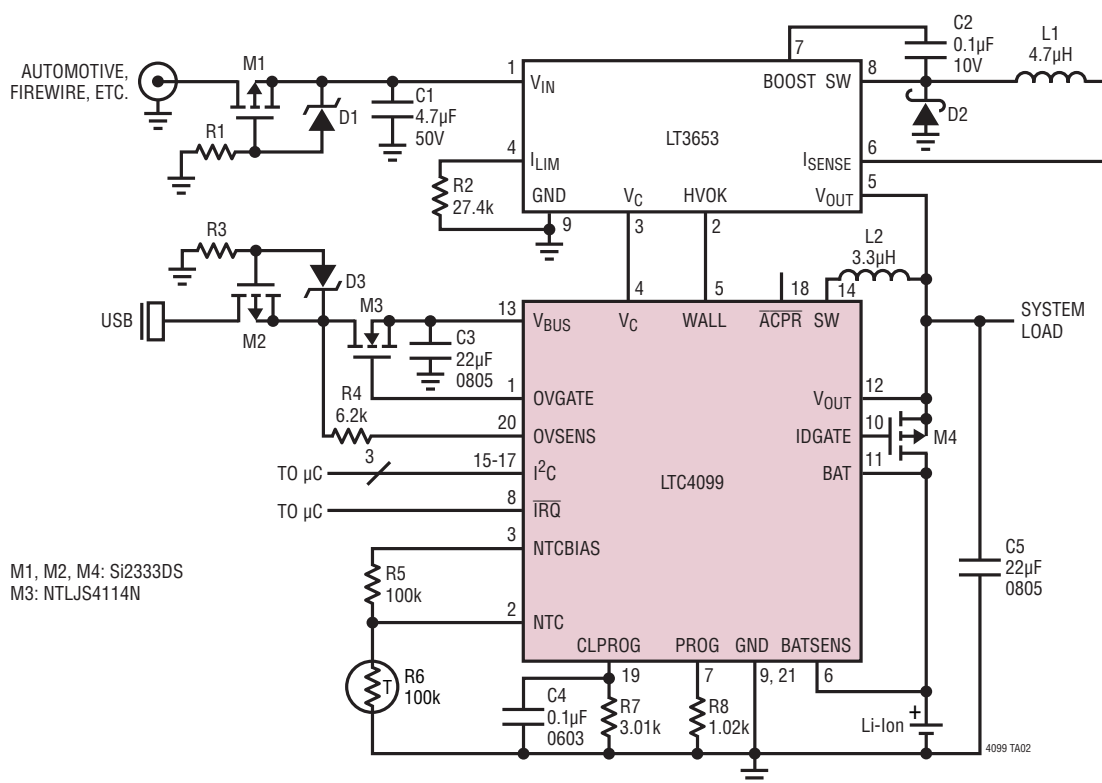 AUTOMOTIVE,
FIREWIRE, ETC.
M1
R1
D1
C1
4.7µF
50V
1
VIN
4
ILIM
R2
27.4k
GND
9
VC
3
HVOK
2
LT3653
7
BOOST SW
8
C2
0.1µF
10V
L1
4.7µH
D2
6
ISENSE
5
VOUT
R3
D3
USB
M2
M3
C3
22µF
0805
R4
6.2k
L2
3.3µH
13
VBUS
4
VC
5
WALL
18
ACPR
14
SW
SYSTEM
LOAD
1
OVGATE
20
OVSENS
12
VOUT
10
IDGATE
M4
11
BAT
TO µC
3
15-17
I2C
TO µC
8
IRQ
LTC4099
3
NTCBIAS
R5
100k
2
NTC
C5
22µF
0805
M1, M2, M4: Si2333DS
M3: NTLJS4114N
T
R6
100k
CLPROG
19
PROG
7
GND
9, 21
BATSENS
6
C4
0.1µF
0603
R7
3.01k
R8
1.02k
Li-Ion
+
4099 TA02